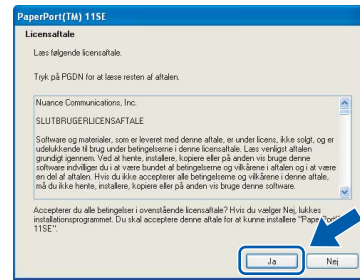 PaperPort(TM) 11SE
Licensaftale
Læs følgende licensaftale.
Tryk på PGDN for at læse resten af aftalen.
Nuance Communications, Inc.
SLUTBRUGERLICENSAFTALE
Software og materialer, som er leveret med denne aftale, er under licens, ikke solgt, og er
udelukkende til brug under betingelserne i denne licensaftale. Læs venligst aftalen
grundigt igennem. Ved at hente, installere, kopiere eller på anden vis bruge denne
software indvilliger du i at være bundet af betingelserne og vilkårene i aftalen og i at være
en del af aftalen. Hvis du ikke accepterer alle betingelser og vilkårene i denne aftale,
må du ikke hente, installere, kopiere eller på anden vis bruge denne software.
Accepterer du alle betingelser i ovenstående licensaftale? Hvis du vælger Nej, lukkes
installationsprogrammet. Du skal acceptere denne aftale for at kunne installere "PaperPort
11SE".
Ja
Nej